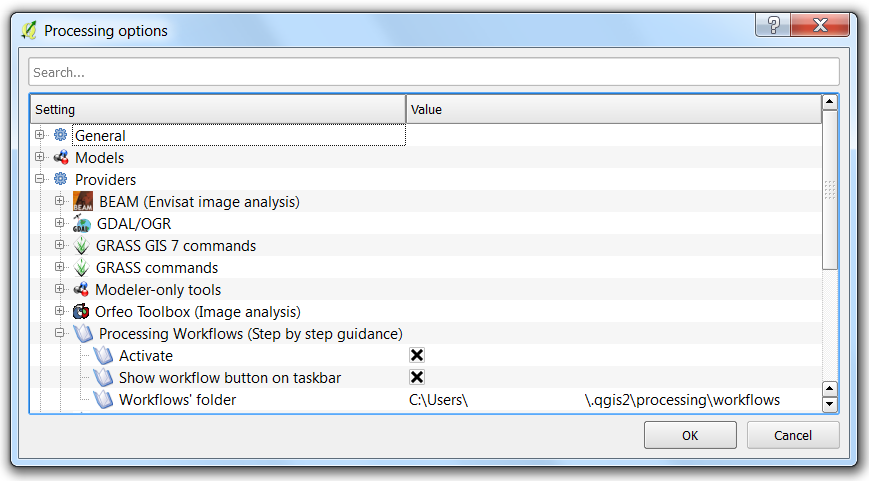 Processing options
?
Search...
Setting Value
General
Models
Providers
BEAM BEAM (Envisat image analysis)
GDAL GDAL/OGR
GRASS GIS 7 commands
GRASS commands
Modeler-only tools
Orfeo Toolbox (Image analysis)
Processing Workflows (Step by step guidance)
Activate
Show workflow button on taskbar
Workflows' folder C:\Users\ \.qgis2\processing\workflows
OK Cancel